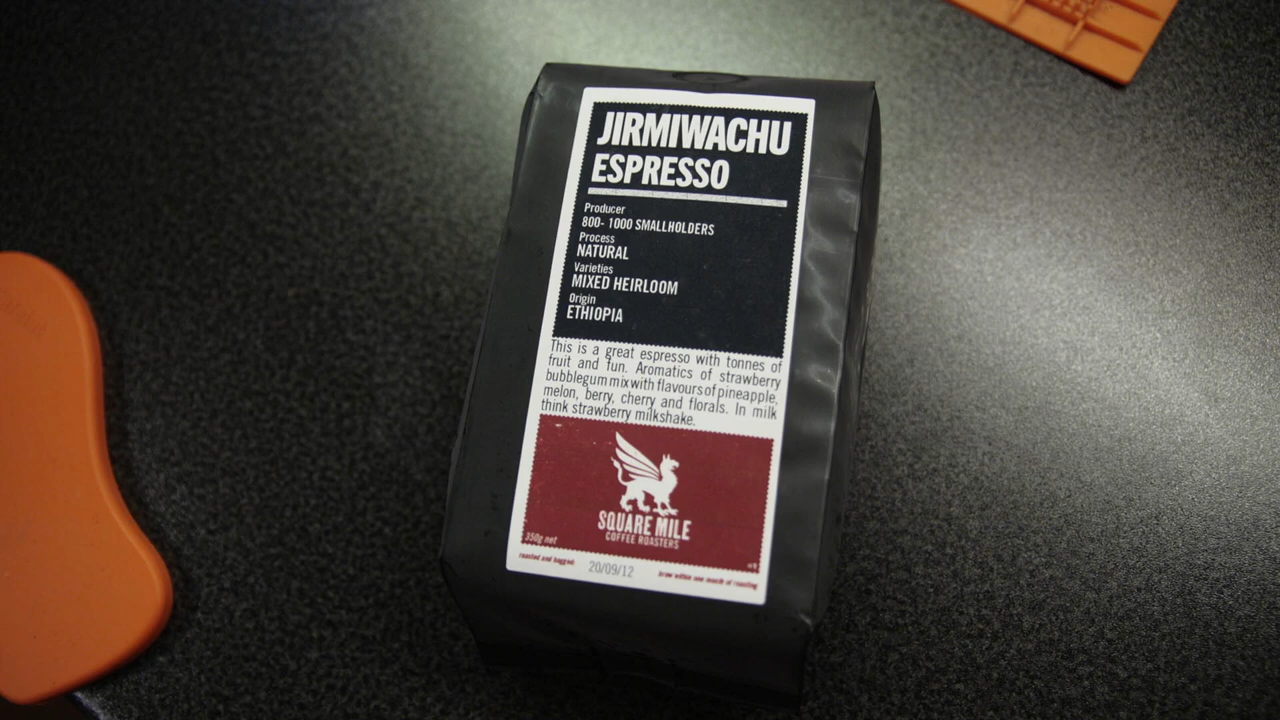 JIRMIWACHU
ESPRESSO
Producer
800- 1000 SMALLHOLDERS
Process
NATURAL
Varieties
MIXED HEIRLOOM
Origin
ETHIOPIA
This is a great espresso with tonnes of
fruit and fun. Aromatics of strawberry
bubblegum mix with flavours of pineapple,
melon, berry, cherry and florals. In milk
think strawberry milkshake.
SQUARE MILE
COFFEE ROASTERS
350g net
roasted and bagged: 20/09/12 brew within one month of roasting